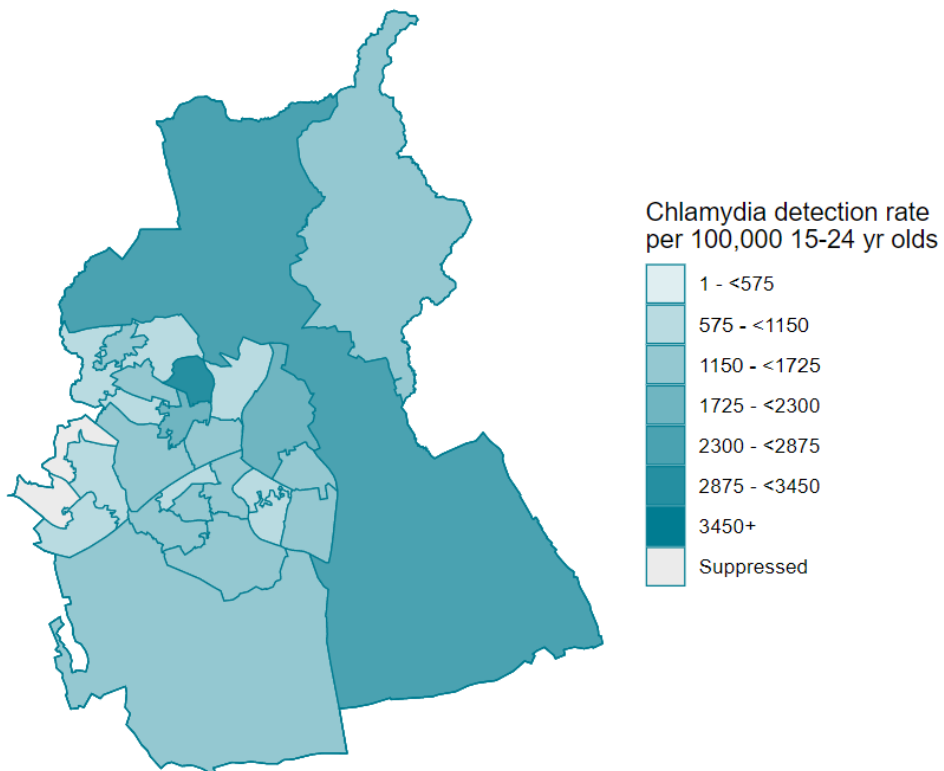 Chlamydia detection rate
per 100,000 15-24 yr olds
1 - <575
575 - <1150
1150 - <1725
1725 - <2300
2300 - <2875
2875 - <3450
3450+
Suppressed